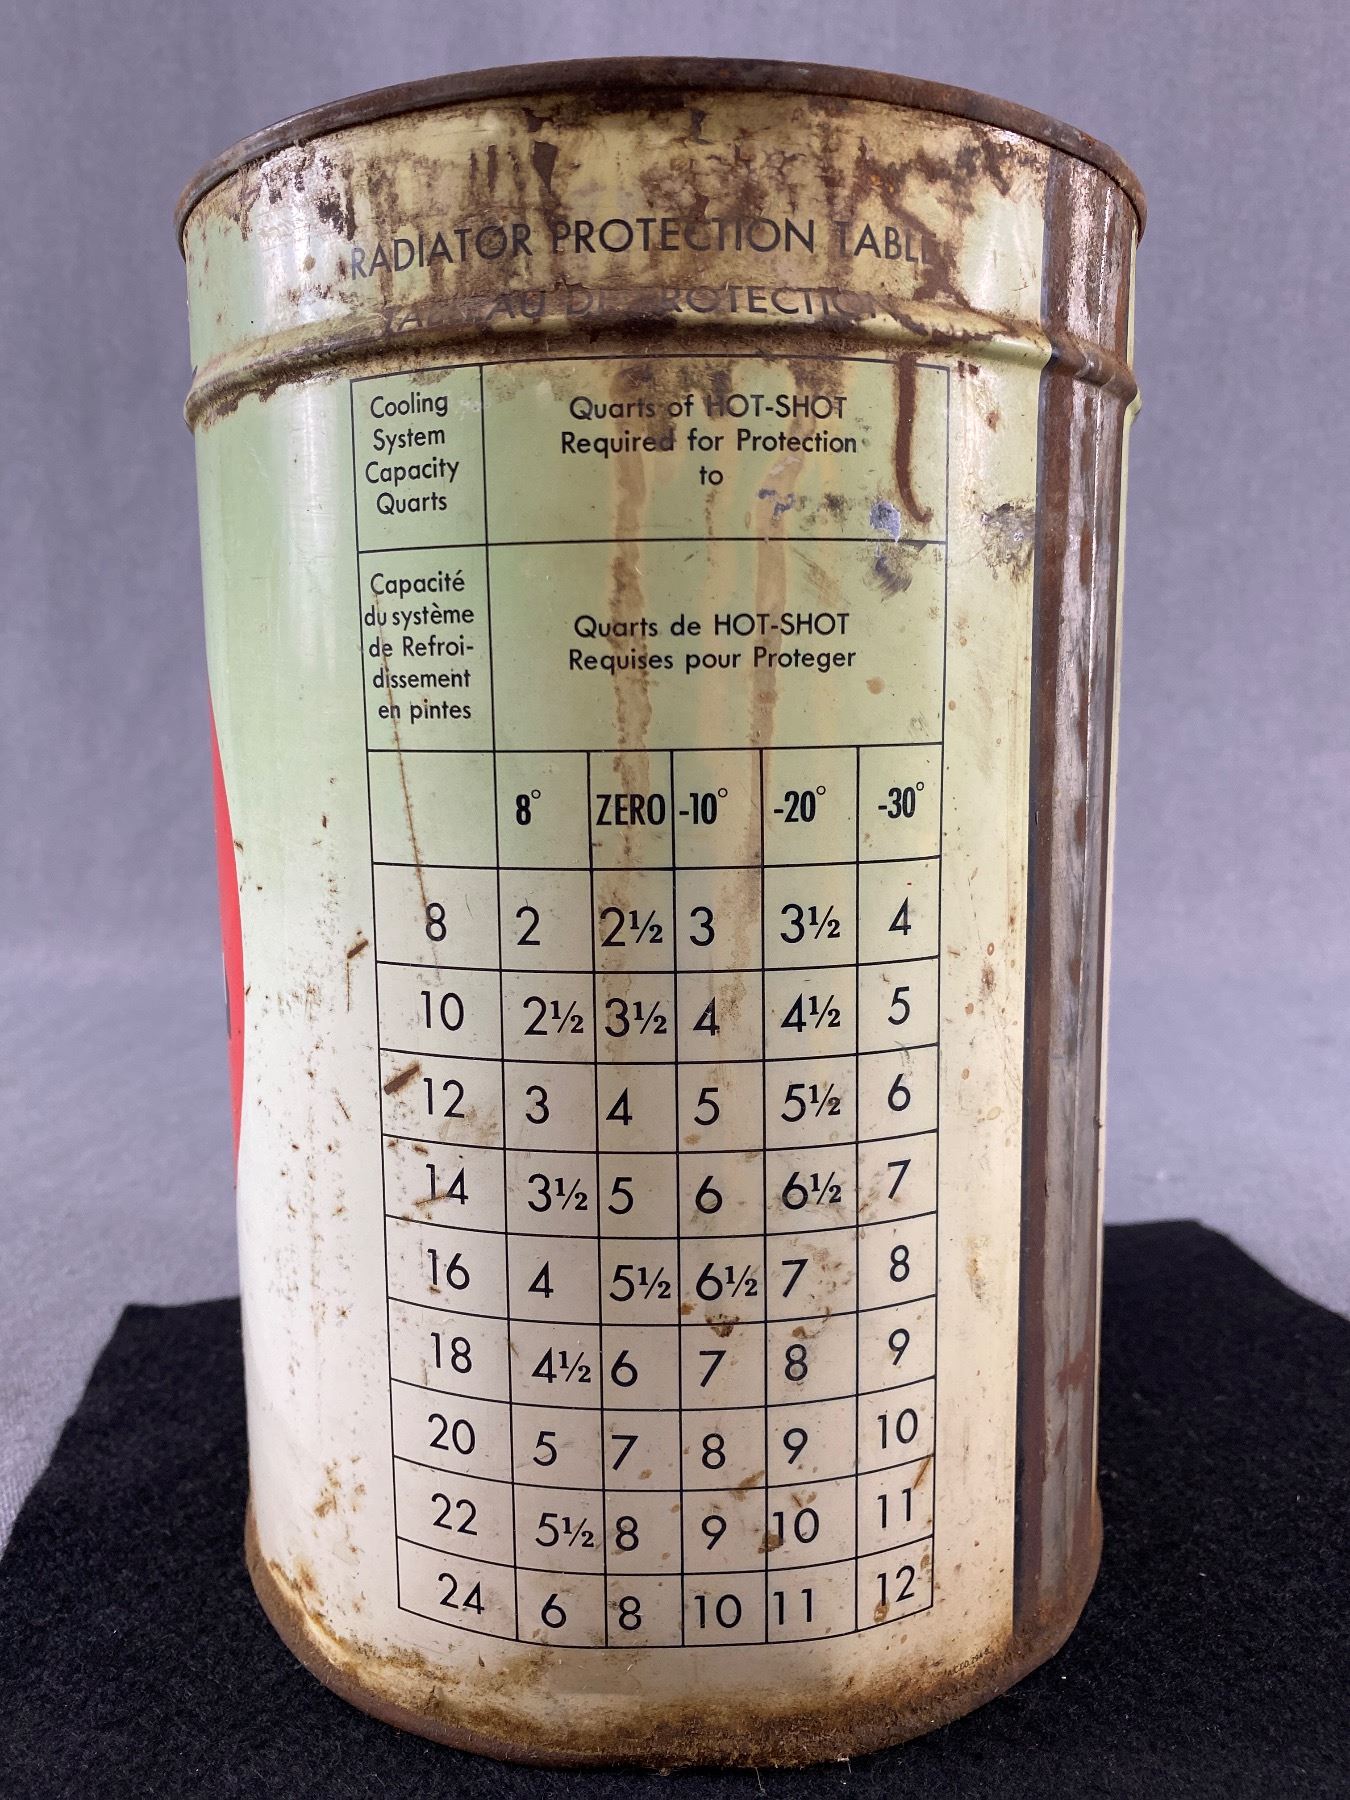 RADIATOR PROTECTION TABLE
TABLEAU DE PROTECTION
Cooling
System
Capacity
Quarts
Quarts of HOT-SHOT
Required for Protection
to
Capacité
du système
de Refroi-
dissement
en pintes
Quarts de HOT-SHOT
Requises pour Proteger
8° ZERO -10° -20° -30°
8 2 2½ 3 3½ 4
10 2½ 3½ 4 4½ 5
12 3 4 5 5½ 6
14 3½ 5 6 6½ 7
16 4 5½ 6½ 7 8
18 4½ 6 7 8 9
20 5 7 8 9 10
22 5½ 8 9 10 11
24 6 8 10 11 12